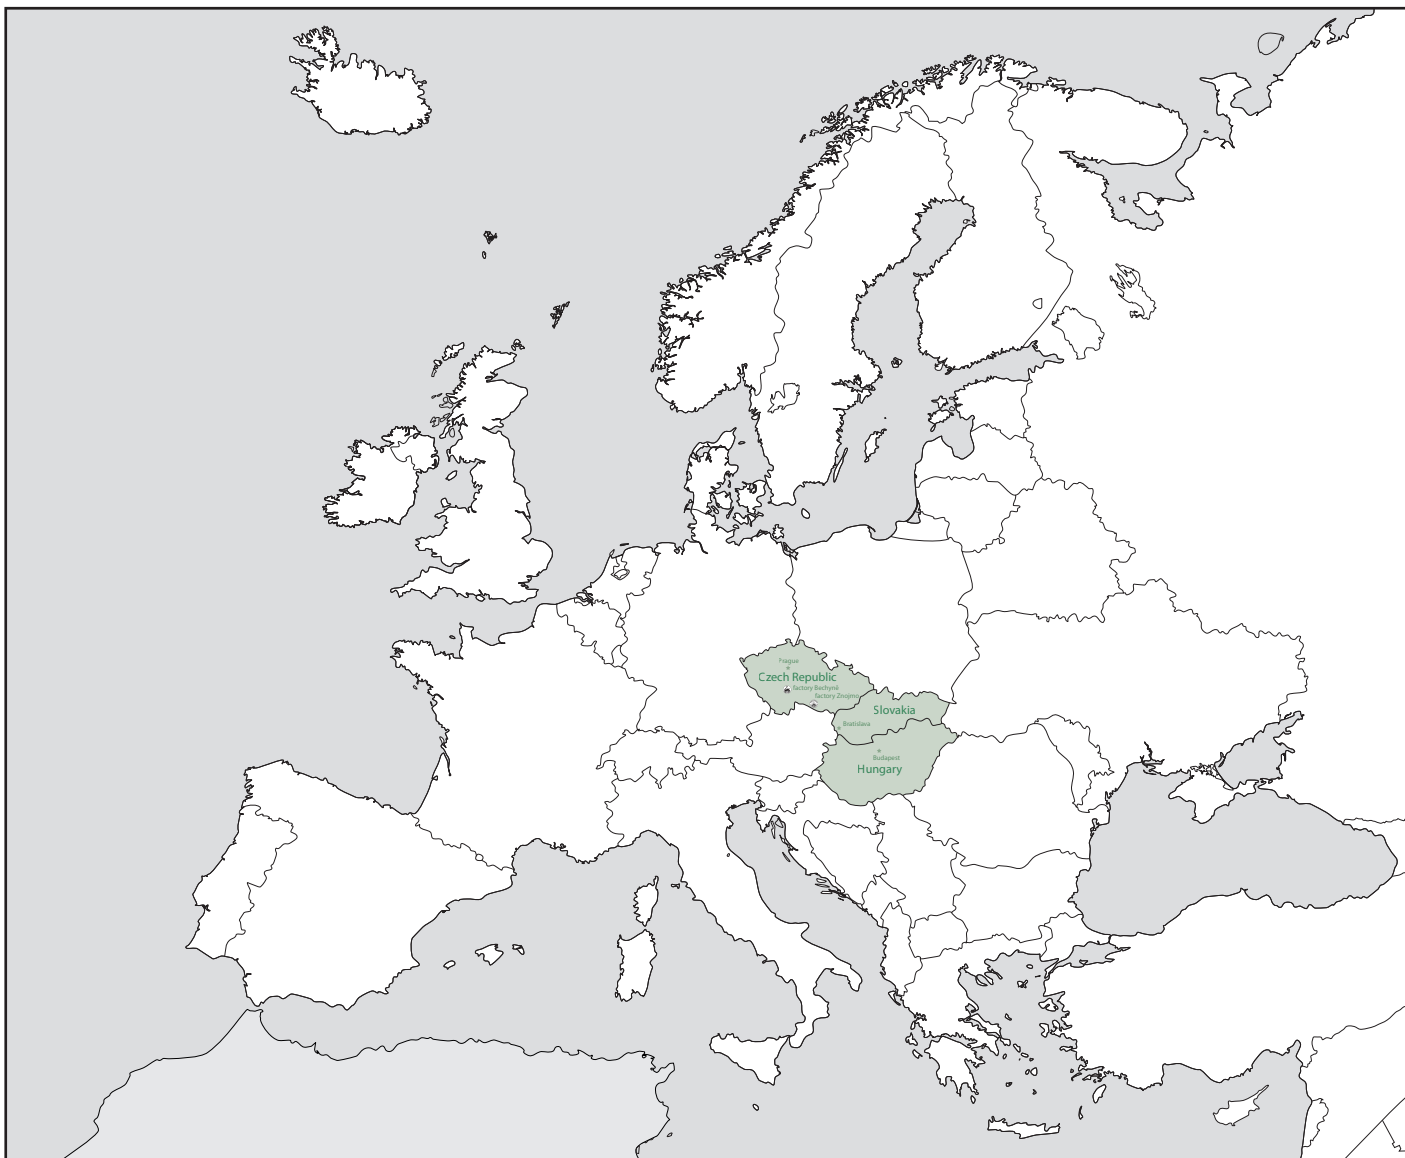 Prague
Czech Republic
factory Bechyně
factory Znojmo
Slovakia
Bratislava
Budapest
Hungary